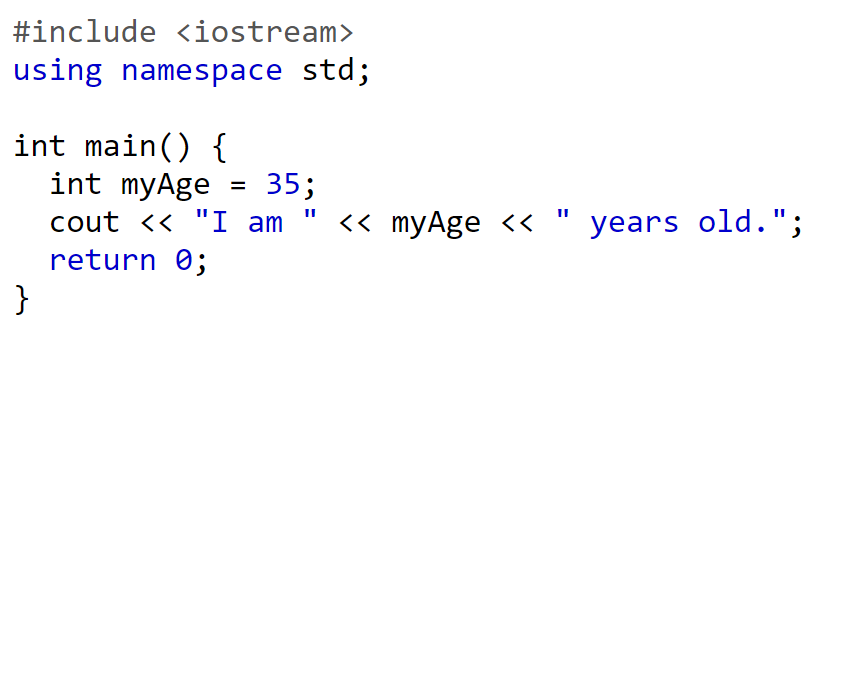 #include <iostream>
using namespace std;

int main() {
  int myAge = 35;
  cout << "I am " << myAge << " years old.";
  return 0;
}